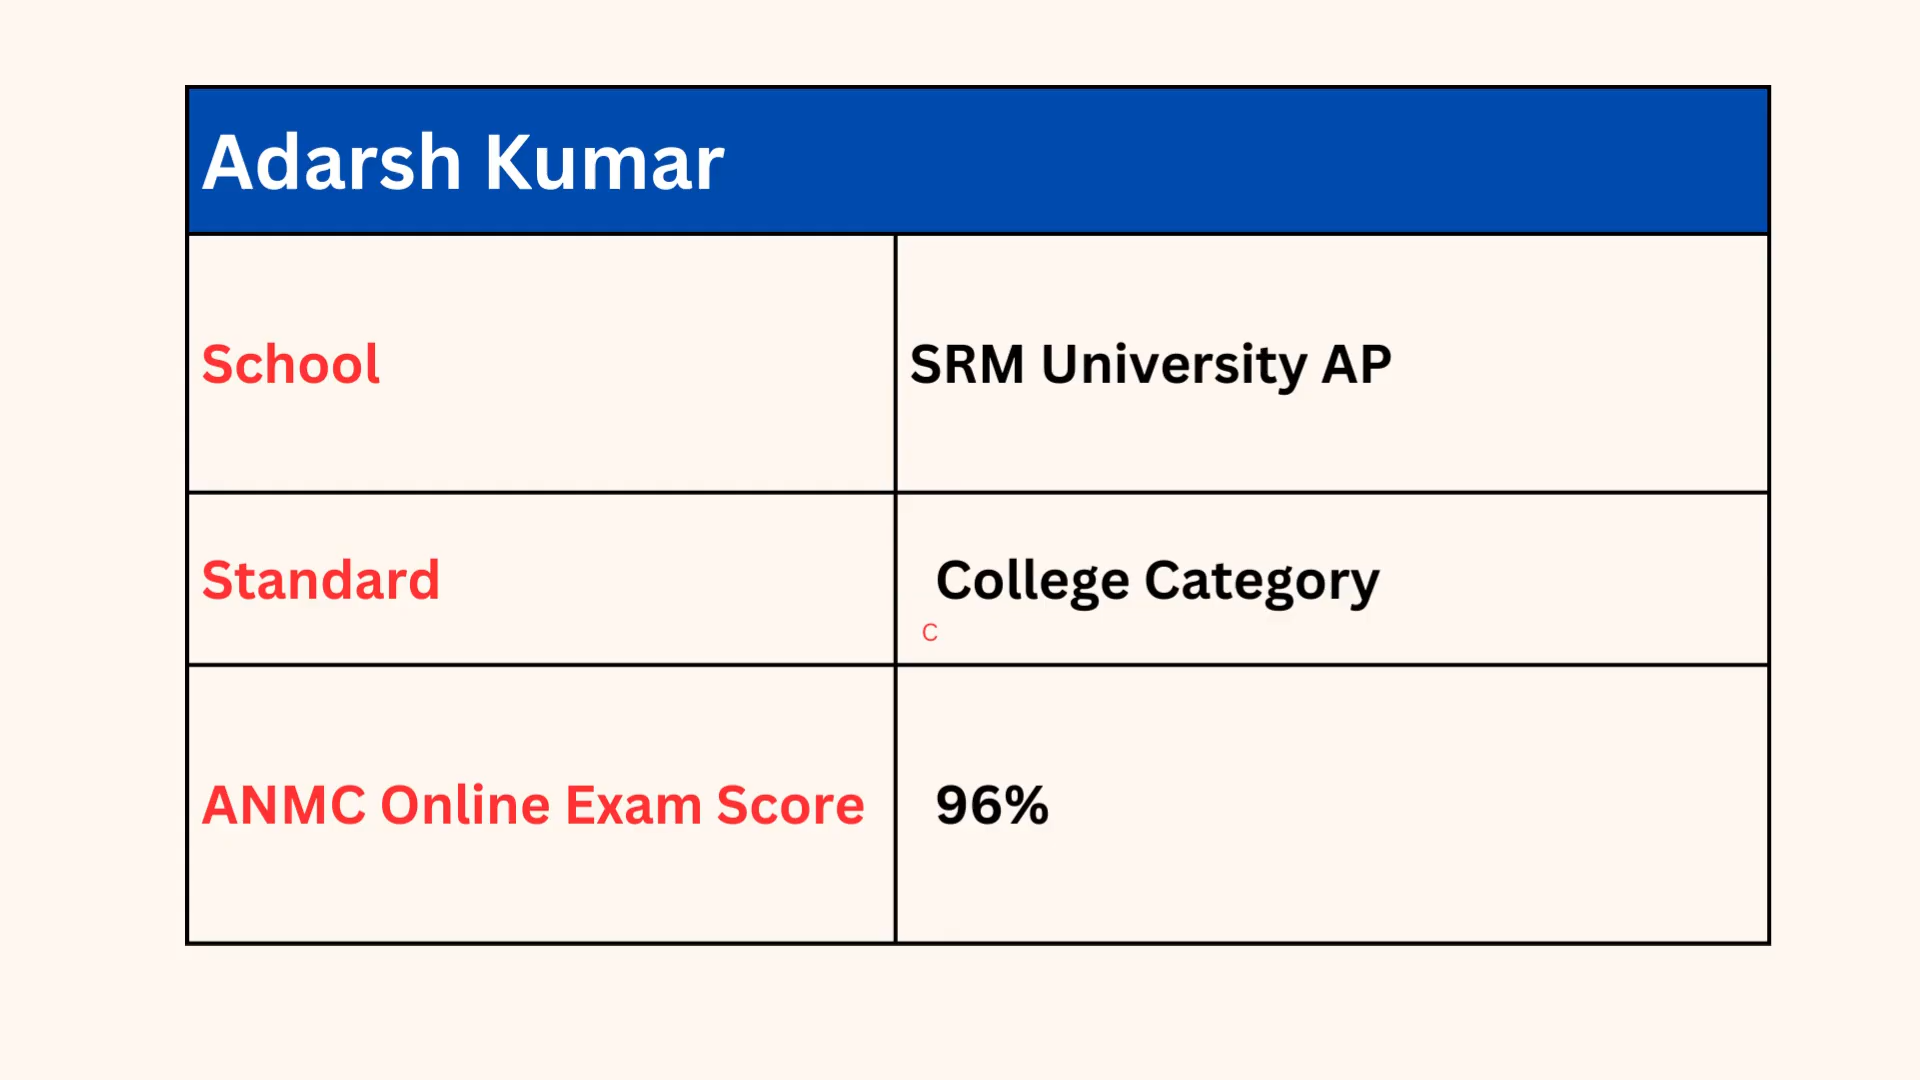 Adarsh Kumar
School
SRM University AP
Standard
College Category
C
ANMC Online Exam Score
96%